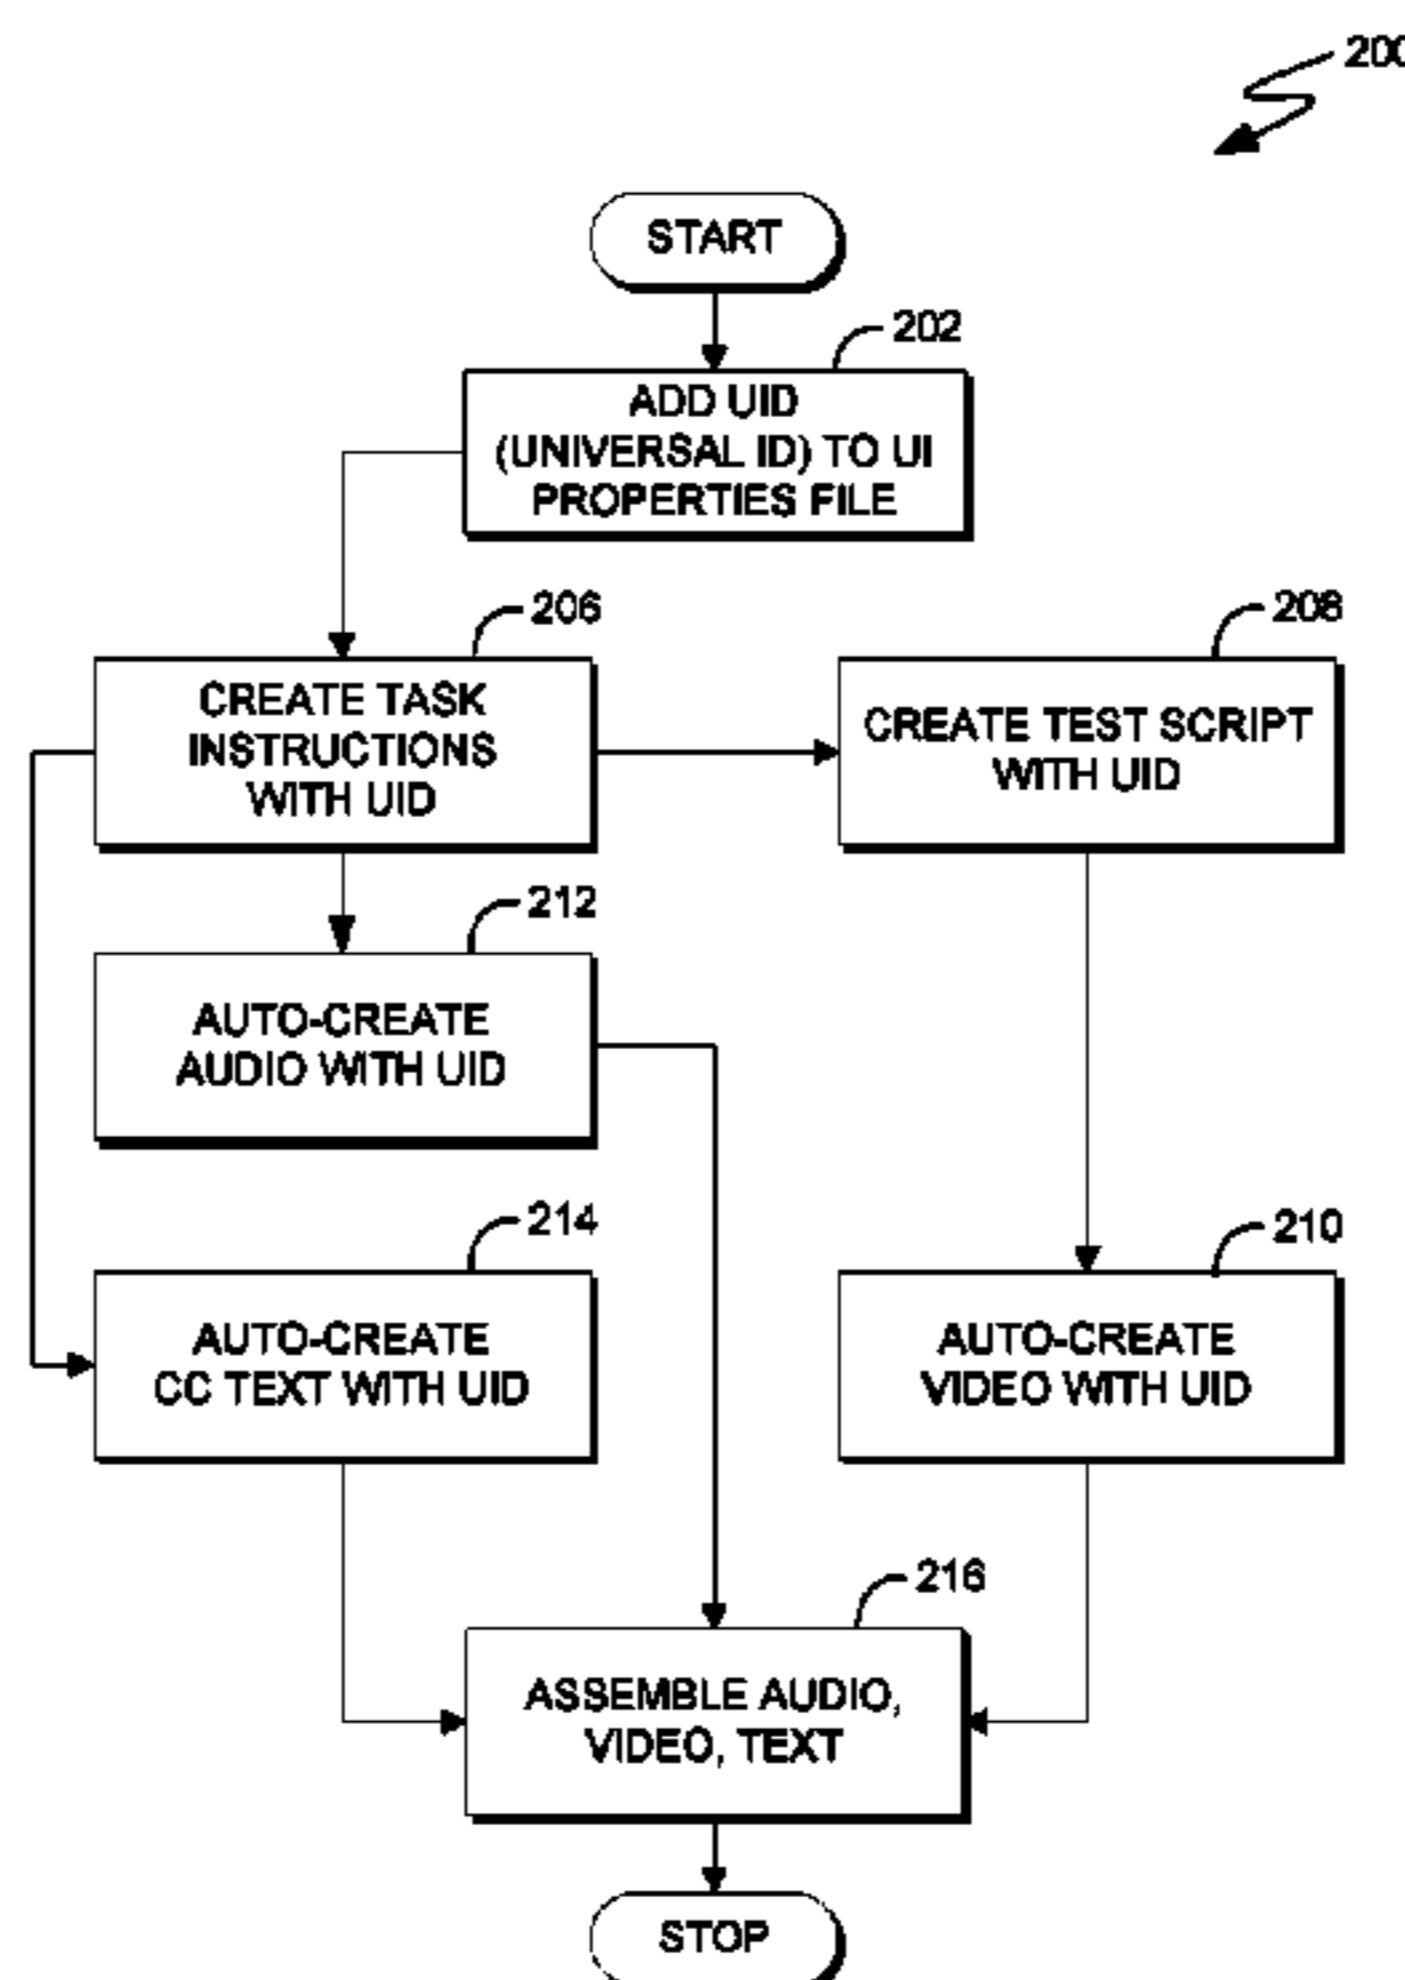 200
START
202
ADD UID
(UNIVERSAL ID) TO UI
PROPERTIES FILE
206
CREATE TASK
INSTRUCTIONS
WITH UID
208
CREATE TEST SCRIPT
WITH UID
212
AUTO-CREATE
AUDIO WITH UID
214
AUTO-CREATE
CC TEXT WITH UID
210
AUTO-CREATE
VIDEO WITH UID
216
ASSEMBLE AUDIO,
VIDEO, TEXT
STOP